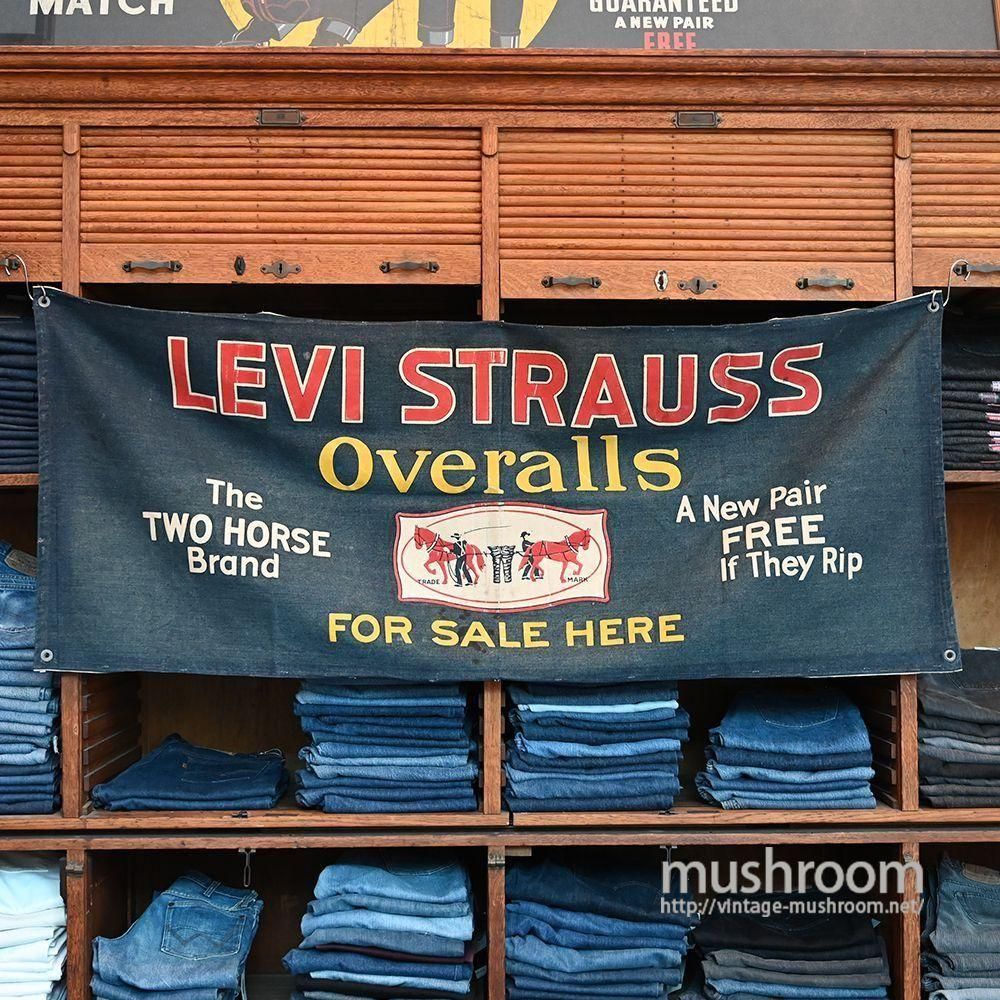 MATCH
GUARANTEED
A NEW PAIR
FREE
LEVI STRAUSS
Overalls
The
TWO HORSE
Brand
A New Pair
FREE
If They Rip
TRADE MARK
FOR SALE HERE
mushroom
http://vintage-mushroom.net/